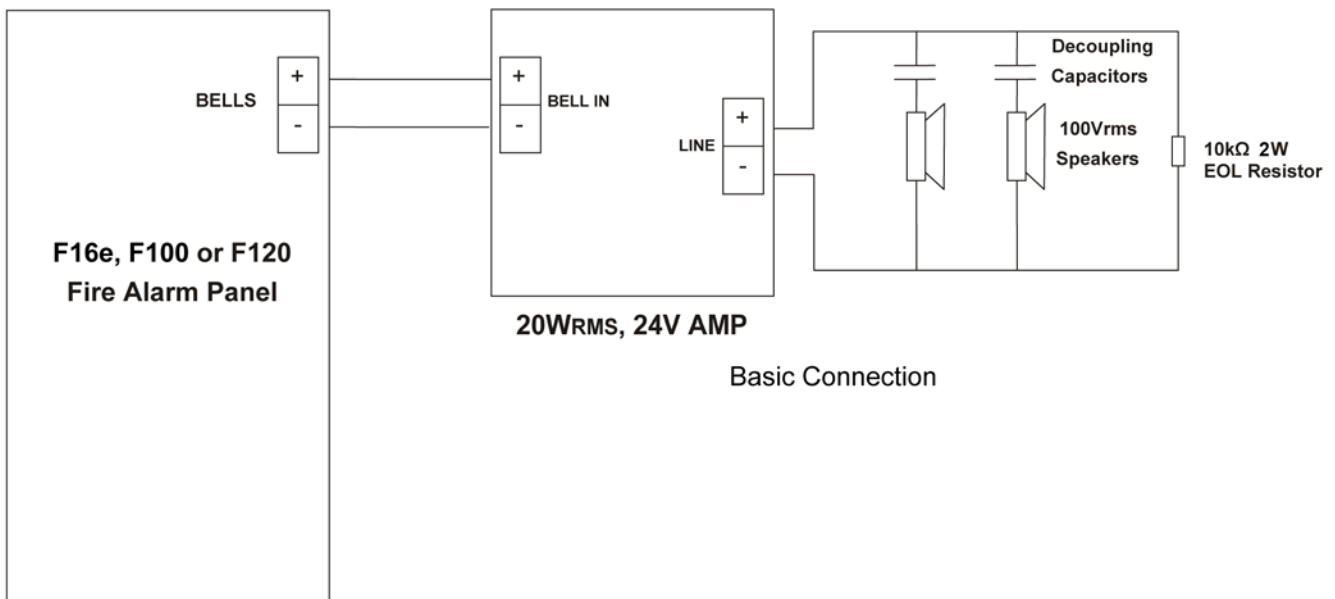 BELLS
+
-
F16e, F100 or F120
Fire Alarm Panel
+
-
BELL IN
LINE
+
-
20WRMS, 24V AMP
Decoupling
Capacitors
100Vrms
Speakers
10kΩ 2W
EOL Resistor
Basic Connection